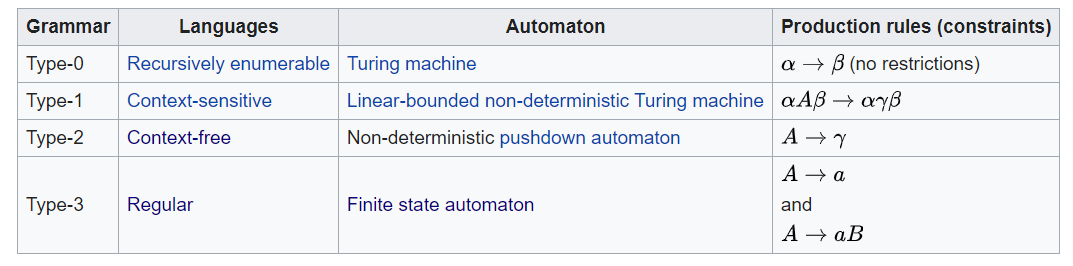 Grammar Languages Automaton Production rules (constraints)
Type-0 Recursively enumerable Turing machine α → β (no restrictions)
Type-1 Context-sensitive Linear-bounded non-deterministic Turing machine αAβ → αγβ
Type-2 Context-free Non-deterministic pushdown automaton A → γ
Type-3 Regular Finite state automaton A → a
and
A → aB